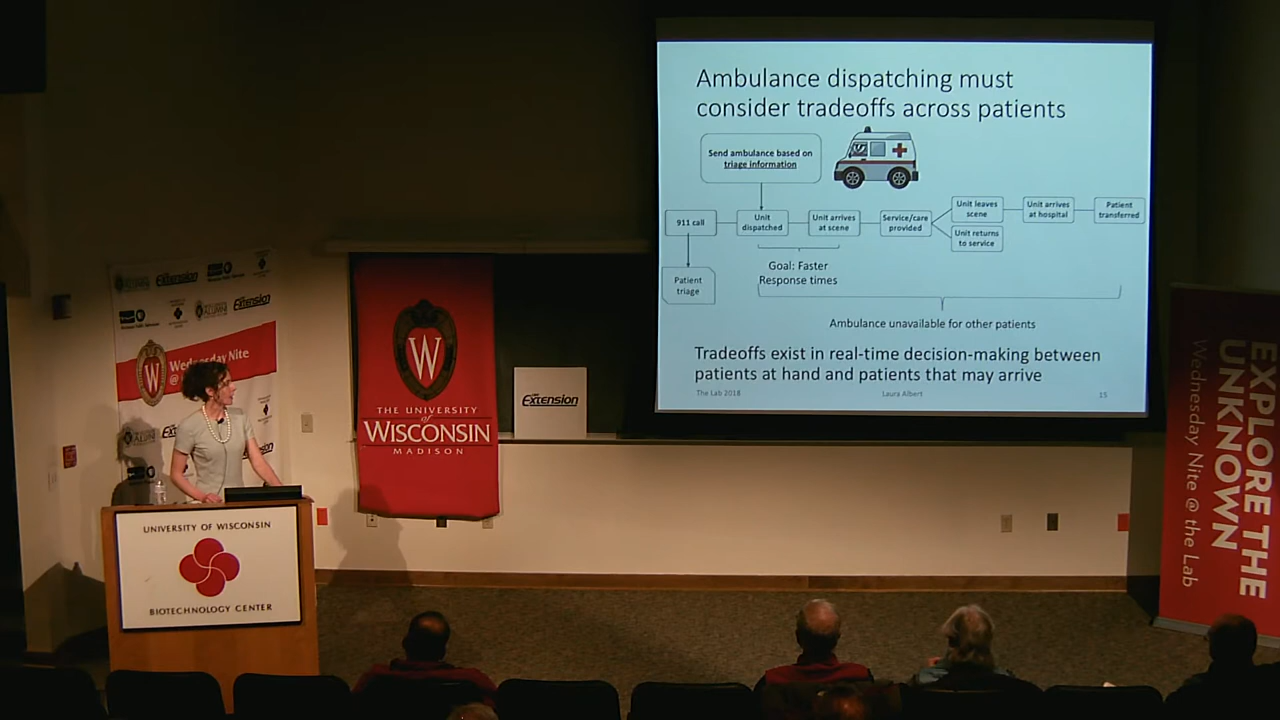 Ambulance dispatching must
consider tradeoffs across patients
Send ambulance based on
triage information
911 call
Unit
dispatched
Unit arrives
at scene
Service/care
provided
Unit leaves
scene
Unit returns
to service
Unit arrives
at hospital
Patient
transferred
Patient
triage
Goal: Faster
Response times
Ambulance unavailable for other patients
Tradeoffs exist in real-time decision-making between
patients at hand and patients that may arrive
The Lab 2018
Laura Albert
15
Extension
Extension
Wednesday Nite
@
W
W
THE UNIVERSITY
of
WISCONSIN
MADISON
Extension
UNIVERSITY OF WISCONSIN
BIOTECHNOLOGY CENTER
EXPLORE THE
UNKNOWN
Wednesday Nite @ the Lab